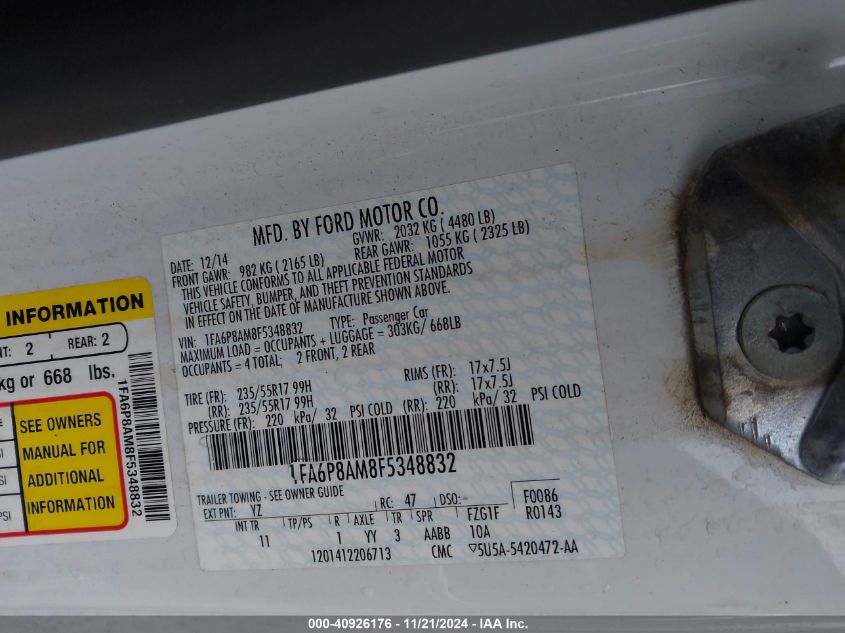 MFD. BY FORD MOTOR CO.
DATE: 12/14 GVWR: 2032 KG ( 4480 LB)
FRONT GAWR: 982 KG ( 2165 LB) REAR GAWR: 1055 KG ( 2325 LB)
THIS VEHICLE CONFORMS TO ALL APPLICABLE FEDERAL MOTOR
VEHICLE SAFETY, BUMPER, AND THEFT PREVENTION STANDARDS
IN EFFECT ON THE DATE OF MANUFACTURE SHOWN ABOVE.
VIN: 1FA6P8AM8F5348832 TYPE: Passenger Car
MAXIMUM LOAD = OCCUPANTS + LUGGAGE = 303KG/ 668LB
OCCUPANTS = 4 TOTAL; 2 FRONT, 2 REAR
TIRE (FR): 235/55R17 99H RIMS (FR): 17x7.5J
(RR): 235/55R17 99H (RR): 17x7.5J
PRESSURE (FR): 220 kPa/ 32 PSI COLD (RR): 220 kPa/ 32 PSI COLD
1FA6P8AM8F5348832
TRAILER TOWING - SEE OWNER GUIDE
EXT PNT: YZ RC: 47 DSO: F0086
INT TR TP/PS R AXLE TR SPR FZG1F R0143
11 1 YY 3 AABB 10A
1201412206713 CMC ▽5U5A-5420472-AA
INFORMATION
NT: 2 REAR: 2
kg or 668 lbs.
SEE OWNERS
MANUAL FOR
ADDITIONAL
INFORMATION
PSI
1FA6P8AM8F5348832
000-40926176 - 11/21/2024 - IAA Inc.